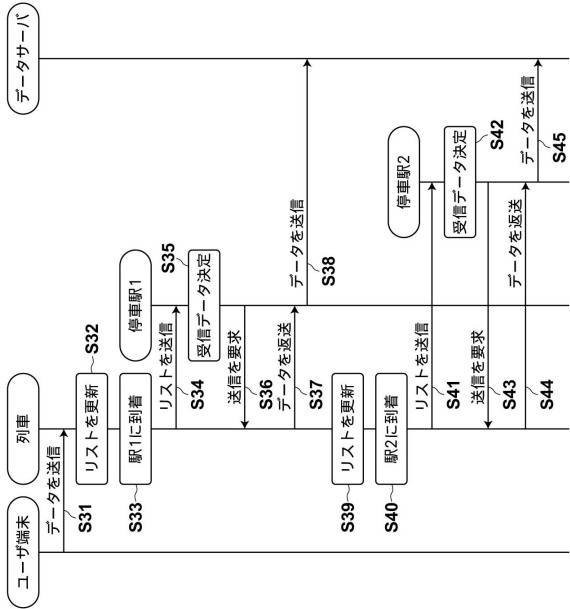 ユーザ端末
列車
データサーバ
データを送信
S31
リストを更新
S32
駅1に到着
S33
停車駅1
リストを送信
S34
S35
受信データ決定
送信を要求
S36
データを返送
S37
データを送信
S38
リストを更新
S39
駅2に到着
S40
停車駅2
リストを送信
S41
受信データ決定
S42
送信を要求
S43
データを返送
S44
データを送信
S45